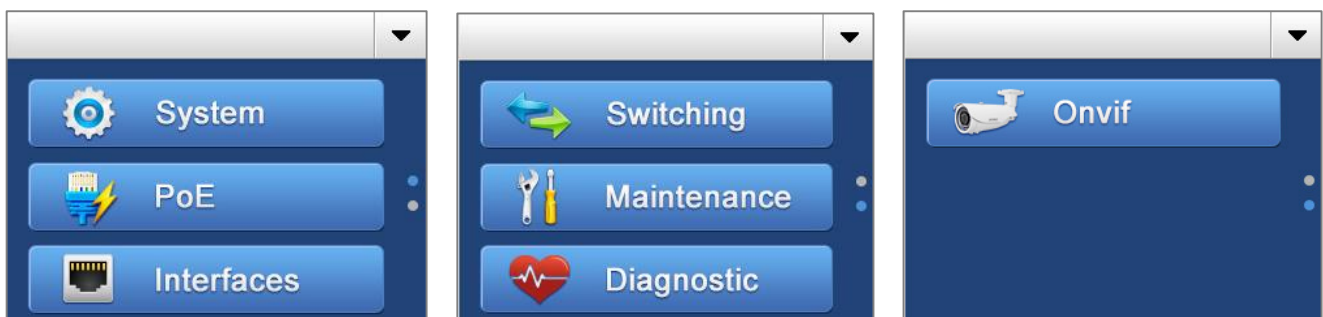 System
PoE
Interfaces
Switching
Maintenance
Diagnostic
Onvif